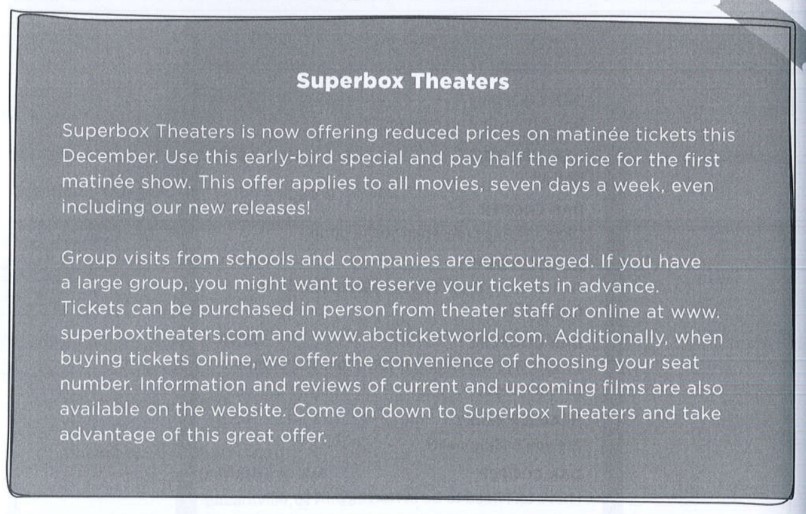 Superbox Theaters
Superbox Theaters is now offering reduced prices on matinée tickets this
December. Use this early-bird special and pay half the price for the first
matinée show. This offer applies to all movies, seven days a week, even
including our new releases!
Group visits from schools and companies are encouraged. If you have
a large group, you might want to reserve your tickets in advance.
Tickets can be purchased in person from theater staff or online at www.
superboxtheaters.com and www.abcticketworld.com. Additionally, when
buying tickets online, we offer the convenience of choosing your seat
number. Information and reviews of current and upcoming films are also
available on the website. Come on down to Superbox Theaters and take
advantage of this great offer.